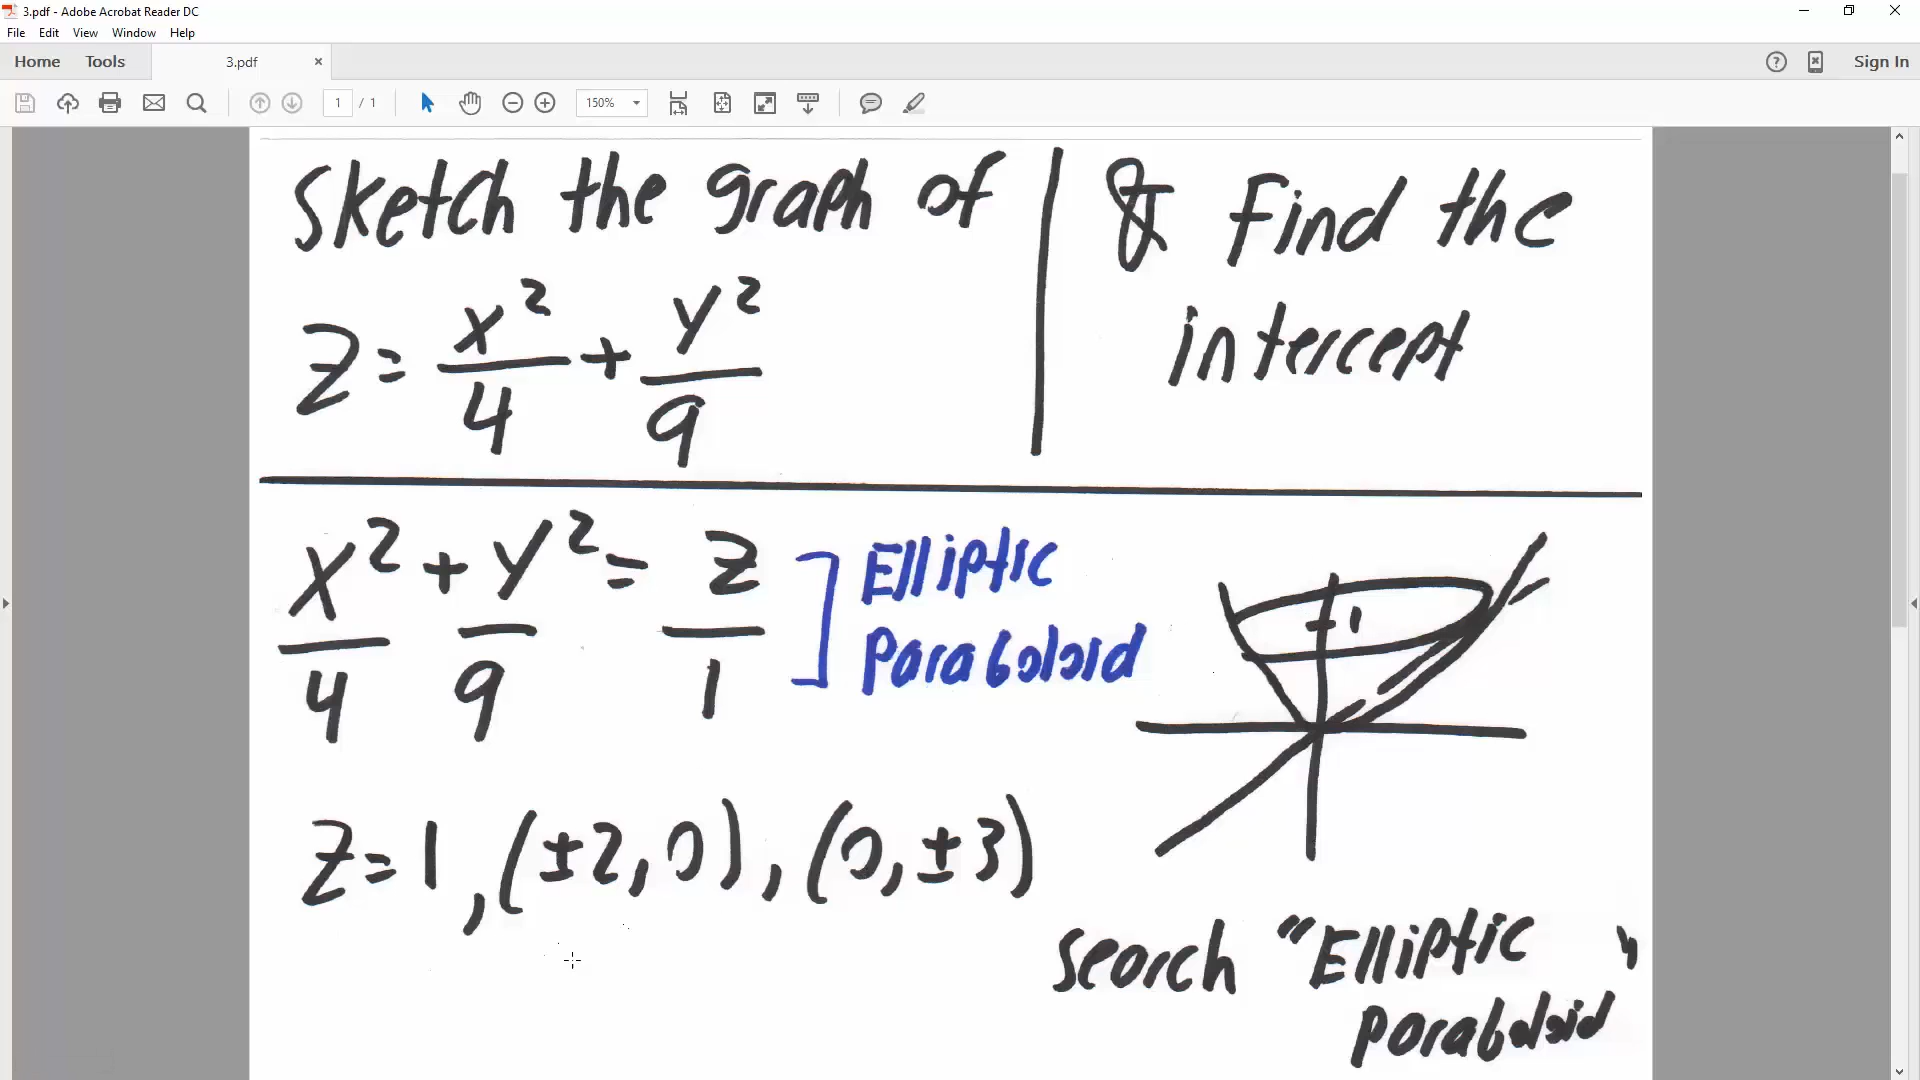 3.pdf - Adobe Acrobat Reader DC
File Edit View Window Help
Home Tools 3.pdf × ? Sign In
1 / 1 150%
Sketch the graph of
z = x²/4 + y²/9
& Find the
intercept
x²/4 + y²/9 = z/1
Elliptic
Paraboloid
1
z=1, (±2,0), (0,±3)
Search "Elliptic
Paraboloid"